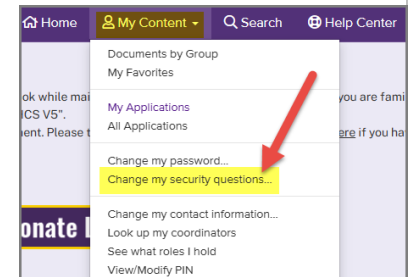 Home My Content Search Help Center
Documents by Group
My Favorites
ok while mai
you are fami
My Applications
ICS V5".
All Applications
ent. Please t
ere if you ha
Change my password...
Change my security questions...
Change my contact information...
onate
Look up my coordinators
See what roles I hold
View/Modify PIN